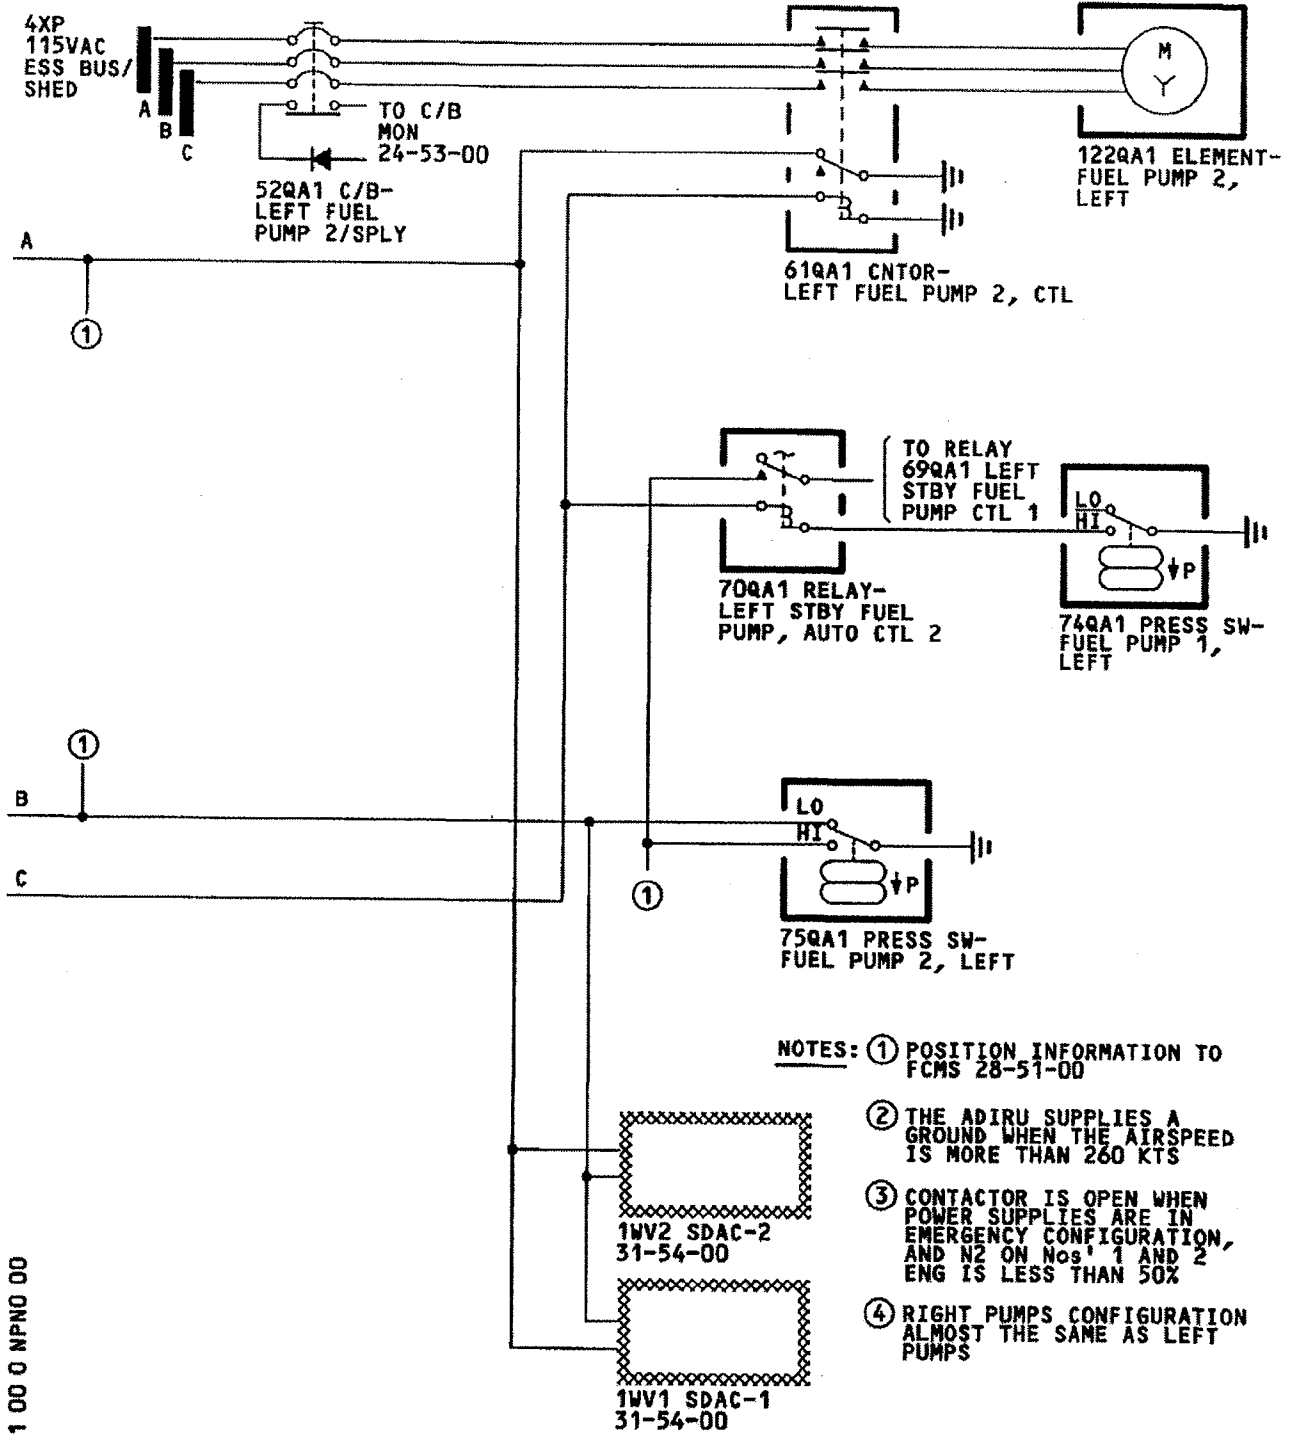 4XP
115VAC
ESS BUS/
SHED
A
B
C
TO C/B
MON
24-53-00
52QA1 C/B-
LEFT FUEL
PUMP 2/SPLY
M
Y
122QA1 ELEMENT-
FUEL PUMP 2,
LEFT
61QA1 CNTOR-
LEFT FUEL PUMP 2, CTL
A
1
TO RELAY
69QA1 LEFT
STBY FUEL
PUMP CTL 1
70QA1 RELAY-
LEFT STBY FUEL
PUMP, AUTO CTL 2
LO
HI
P
74QA1 PRESS SW-
FUEL PUMP 1,
LEFT
1
B
C
LO
HI
P
1
75QA1 PRESS SW-
FUEL PUMP 2, LEFT
NOTES: 1 POSITION INFORMATION TO
FCMS 28-51-00
2 THE ADIRU SUPPLIES A
GROUND WHEN THE AIRSPEED
IS MORE THAN 260 KTS
3 CONTACTOR IS OPEN WHEN
POWER SUPPLIES ARE IN
EMERGENCY CONFIGURATION,
AND N2 ON Nos' 1 AND 2
ENG IS LESS THAN 50%
4 RIGHT PUMPS CONFIGURATION
ALMOST THE SAME AS LEFT
PUMPS
1WV2 SDAC-2
31-54-00
1WV1 SDAC-1
31-54-00
1 00 0 NPNO 00